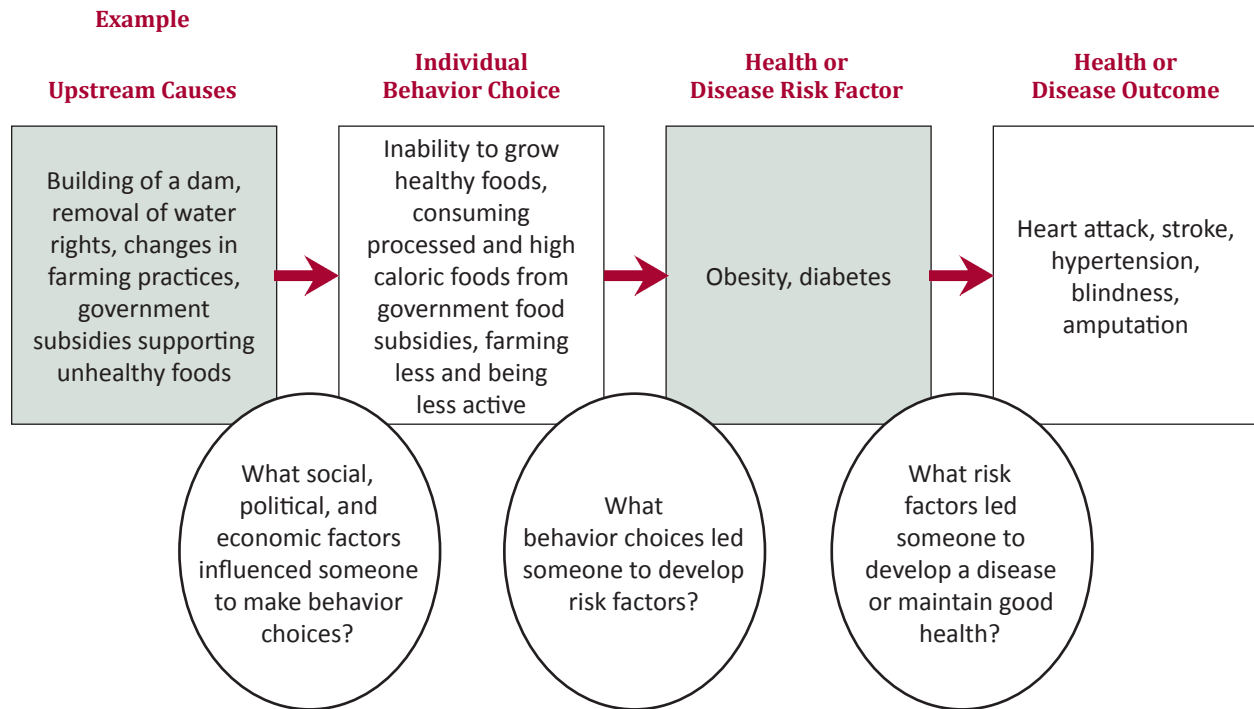 Example
Upstream Causes
Individual
Behavior Choice
Health or
Disease Risk Factor
Health or
Disease Outcome
Building of a dam,
removal of water
rights, changes in
farming practices,
government
subsidies supporting
unhealthy foods
Inability to grow
healthy foods,
consuming
processed and high
caloric foods from
government food
subsidies, farming
less and being
less active
Obesity, diabetes
Heart attack, stroke,
hypertension,
blindness,
amputation
What social,
political, and
economic factors
influenced someone
to make behavior
choices?
What
behavior choices led
someone to develop
risk factors?
What risk
factors led
someone to
develop a disease
or maintain good
health?